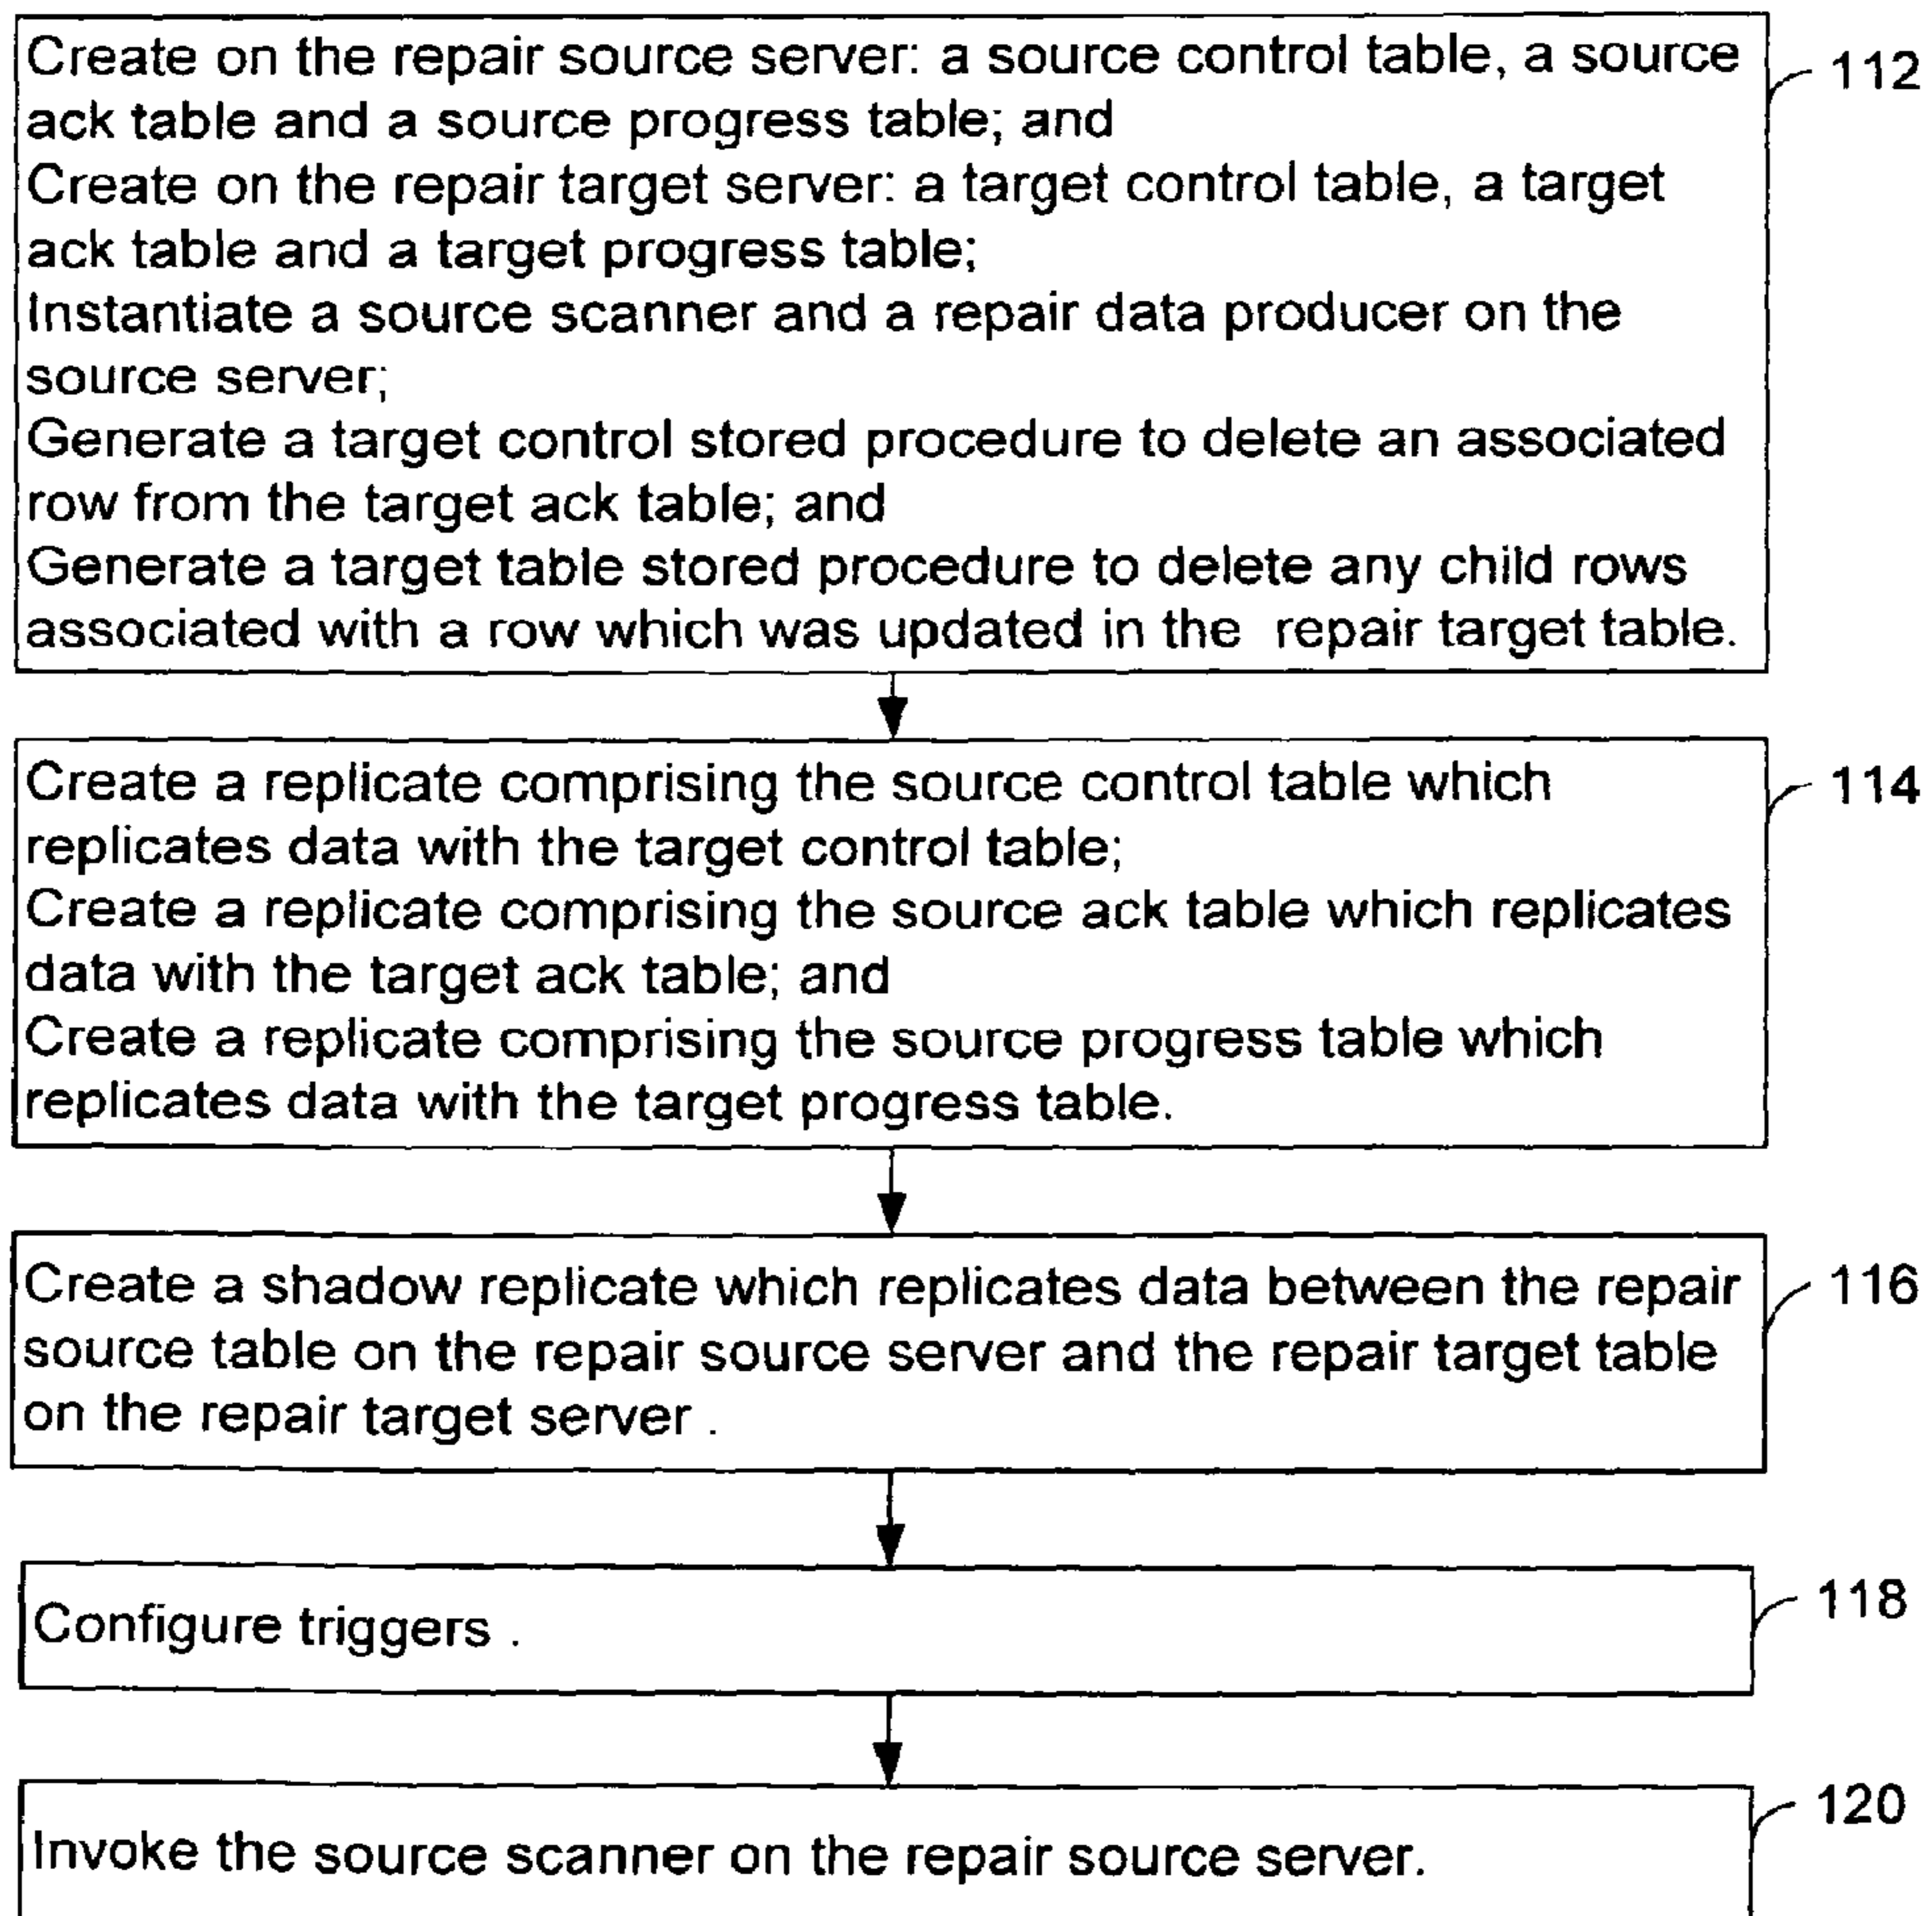 Create on the repair source server: a source control table, a source
ack table and a source progress table; and
Create on the repair target server: a target control table, a target
ack table and a target progress table;
Instantiate a source scanner and a repair data producer on the
source server;
Generate a target control stored procedure to delete an associated
row from the target ack table; and
Generate a target table stored procedure to delete any child rows
associated with a row which was updated in the repair target table.
112
Create a replicate comprising the source control table which
replicates data with the target control table;
Create a replicate comprising the source ack table which replicates
data with the target ack table; and
Create a replicate comprising the source progress table which
replicates data with the target progress table.
114
Create a shadow replicate which replicates data between the repair
source table on the repair source server and the repair target table
on the repair target server .
116
Configure triggers .
118
Invoke the source scanner on the repair source server.
120